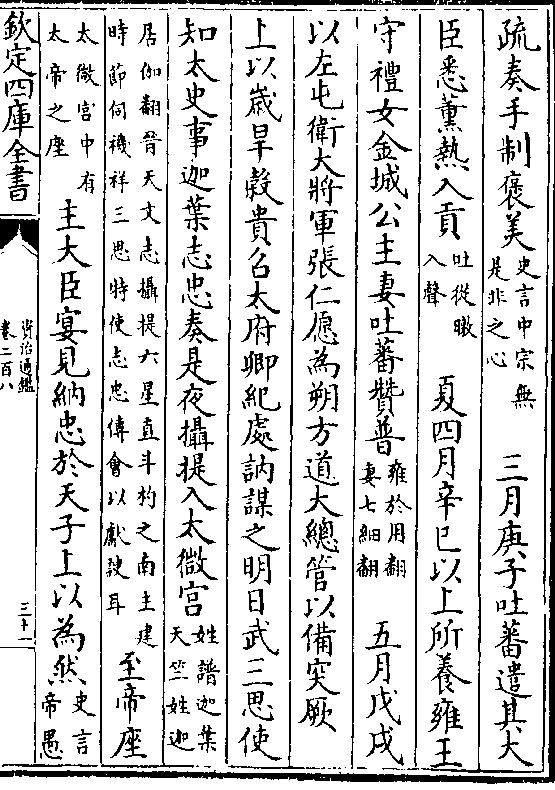 疏奏手制褒美史言中宗無是非之心三月庚子吐蕃遣其大
臣悉薰熱入貢吐從暾入聲夏四月辛巳以上所養雍王
守禮女金城公主妻吐蕃贊普雍於用翻妻七細翻五月戊戌
以左屯衛大將軍張仁愿為朔方道大總管以備突厥
上以歲旱穀貴召太府卿紀處訥謀之明日武三思使
知太史事迦葉志忠奏是夜攝提入太微宮姓譜迦葉天竺姓迦
居伽翻晉天文志攝提六星直斗杓之南主建時節伺禨祥三思特使志忠傅會以獻諛耳至帝座
太微宮中有太帝之座主大臣宴見納忠於天子上以為然史言帝愚
欽定四庫全書
資治通鑑
卷二百八
三十一